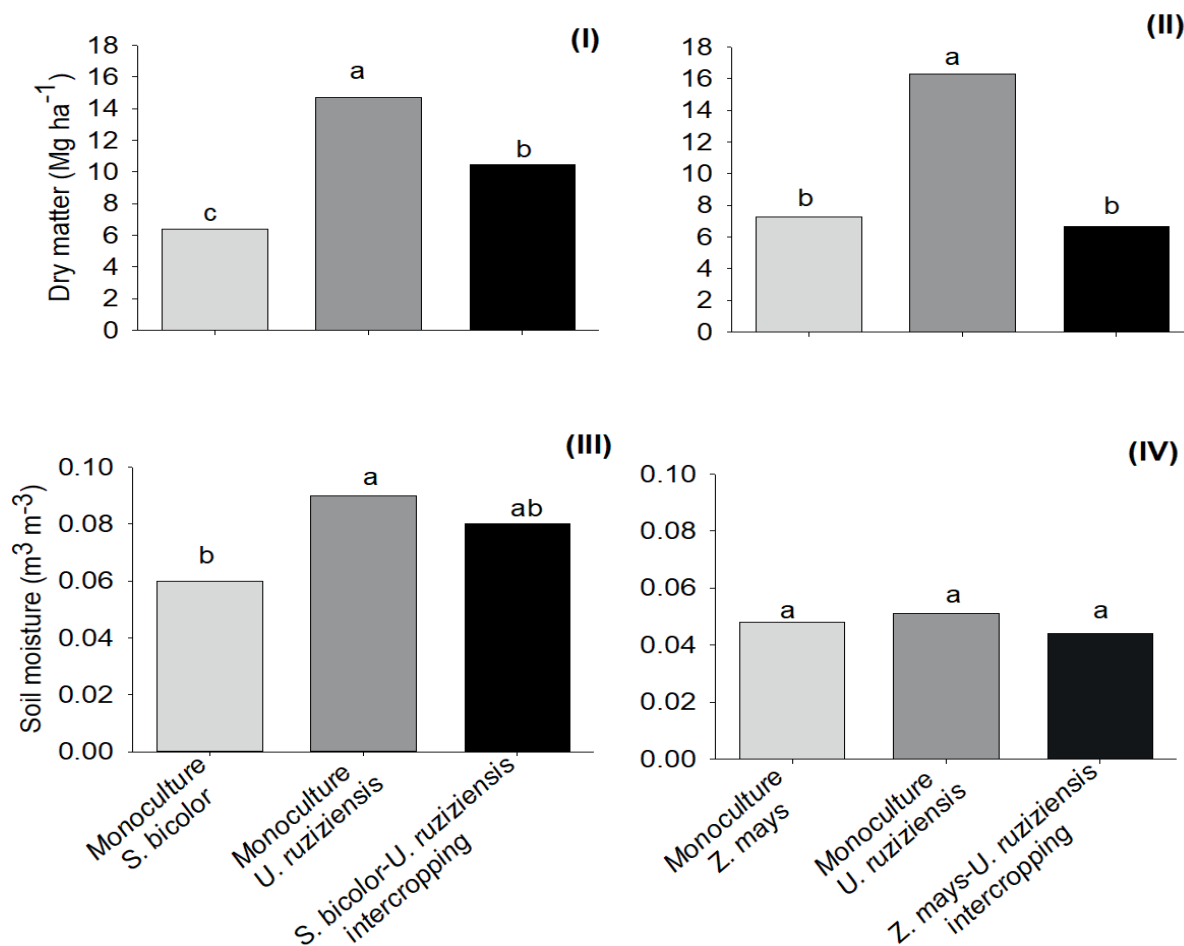 (I)
Dry matter (Mg ha⁻¹)
18
16
14
12
10
8
6
4
2
0
c
a
b
(II)
18
16
14
12
10
8
6
4
2
0
b
a
b
(III)
Soil moisture (m³ m⁻³)
0.10
0.08
0.06
0.04
0.02
0.00
b
a
ab
Monoculture
S. bicolor
Monoculture
U. ruziziensis
S. bicolor-U. ruziziensis
intercropping
(IV)
0.10
0.08
0.06
0.04
0.02
0.00
a
a
a
Monoculture
Z. mays
Monoculture
U. ruziziensis
Z. mays-U. ruziziensis
intercropping